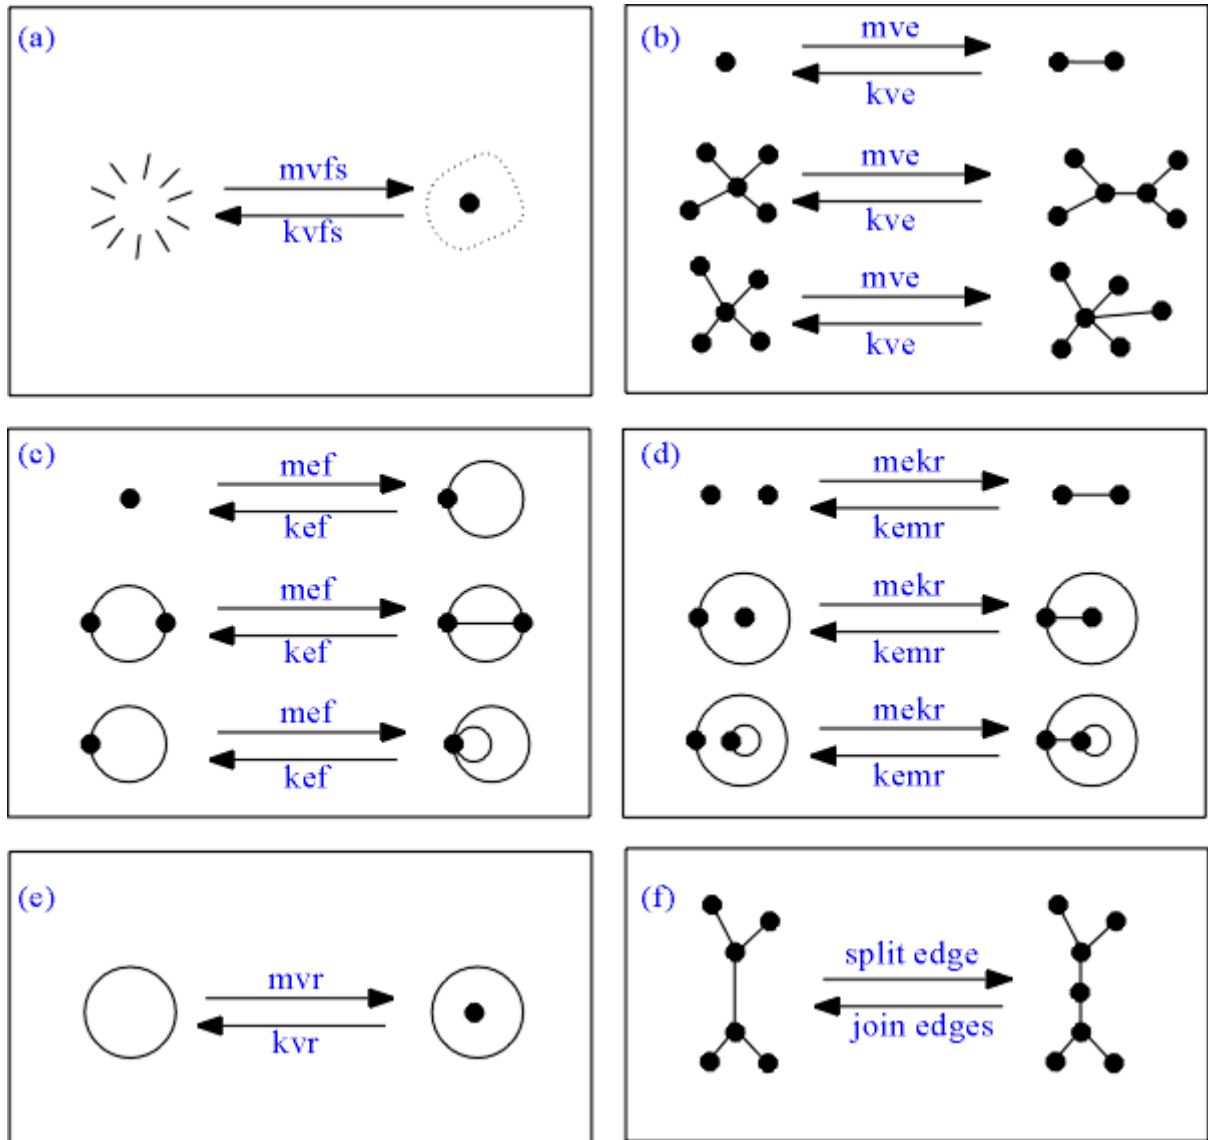 (a)
mvfs
kvfs
(b)
mve
kve
mve
kve
mve
kve
(c)
mef
kef
mef
kef
mef
kef
(d)
mekr
kemr
mekr
kemr
mekr
kemr
(e)
mvr
kvr
(f)
split edge
join edges